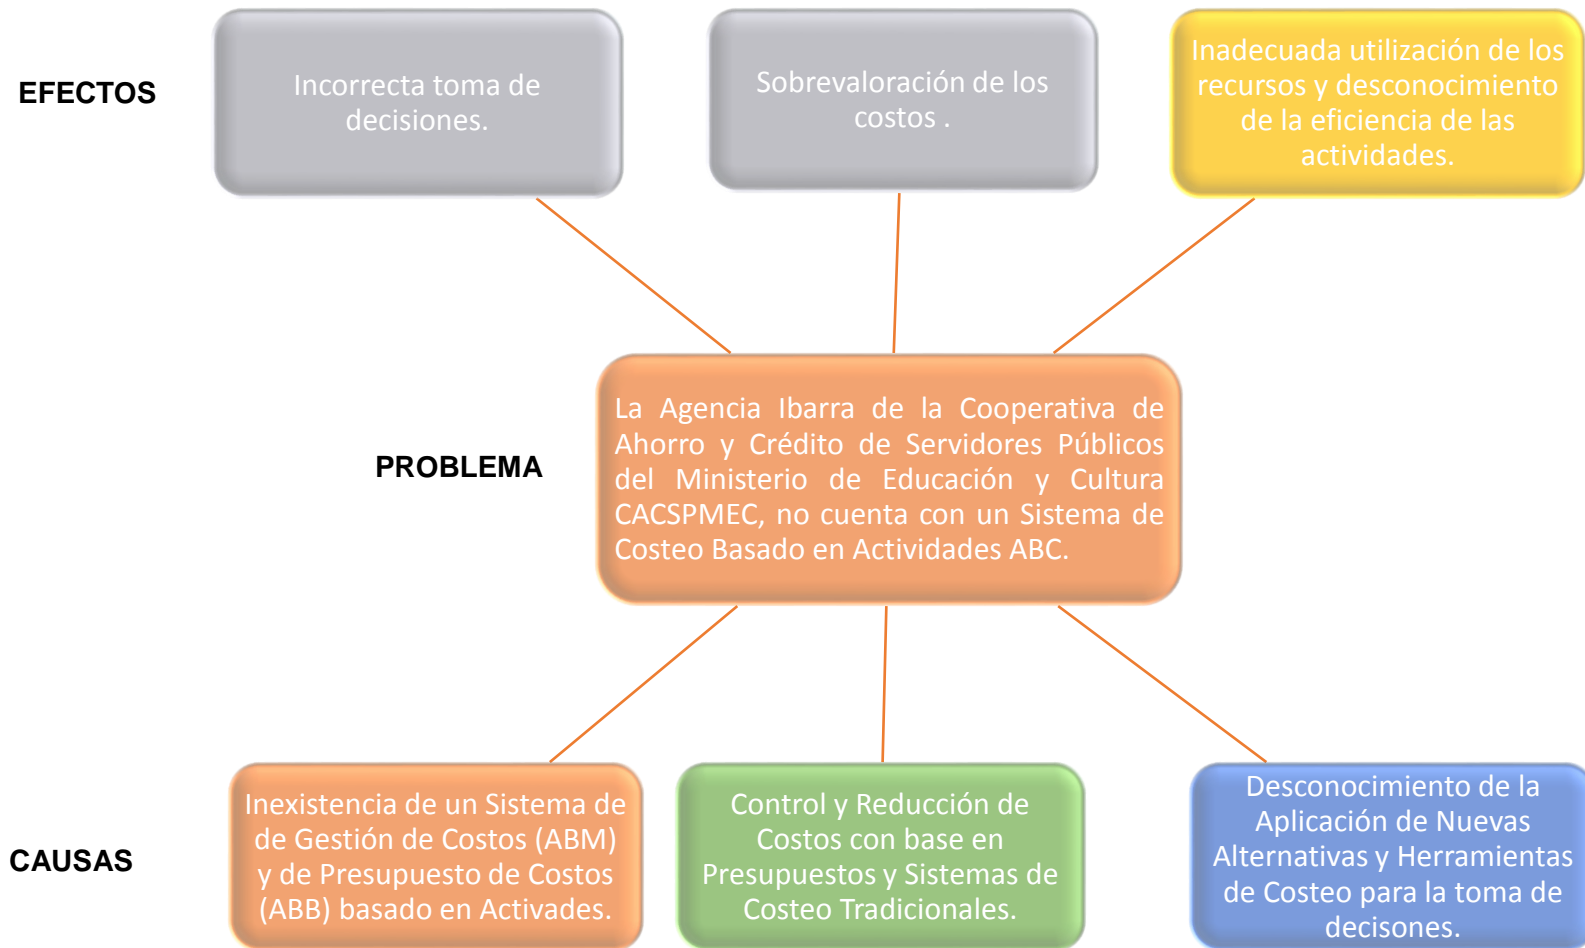 EFECTOS
Incorrecta toma de
decisiones.
Sobrevaloración de los
costos .
Inadecuada utilización de los
recursos y desconocimiento
de la eficiencia de las
actividades.
PROBLEMA
La Agencia Ibarra de la Cooperativa de
Ahorro y Crédito de Servidores Públicos
del Ministerio de Educación y Cultura
CACSPMEC, no cuenta con un Sistema de
Costeo Basado en Actividades ABC.
CAUSAS
Inexistencia de un Sistema de
de Gestión de Costos (ABM)
y de Presupuesto de Costos
(ABB) basado en Activades.
Control y Reducción de
Costos con base en
Presupuestos y Sistemas de
Costeo Tradicionales.
Desconocimiento de la
Aplicación de Nuevas
Alternativas y Herramientas
de Costeo para la toma de
decisones.